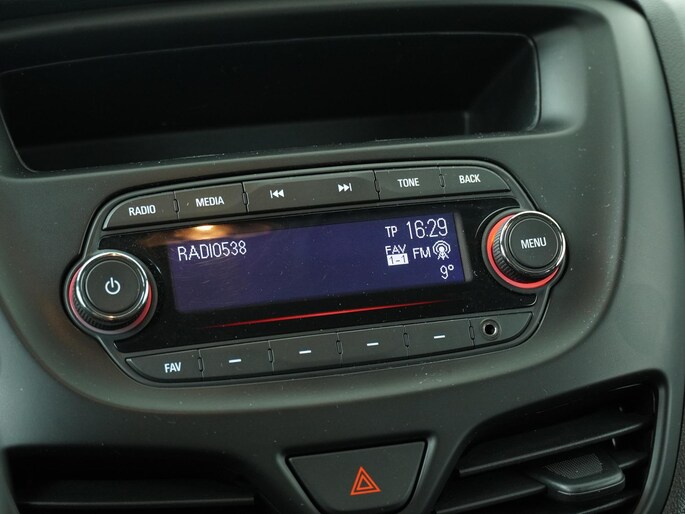 RADIO MEDIA TONE BACK
RADIO538
TP 16:29
FAV FM
1-1
9°
MENU
FAV